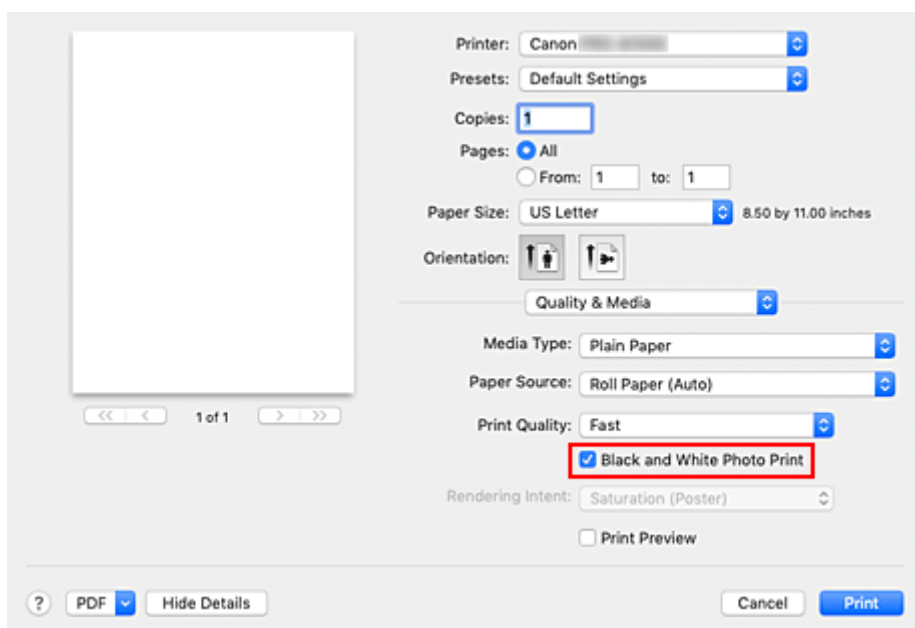 Printer: Canon
Presets: Default Settings
Copies: 1
Pages: All
From: 1 to: 1
Paper Size: US Letter 8.50 by 11.00 inches
Orientation:
Quality & Media
Media Type: Plain Paper
Paper Source: Roll Paper (Auto)
1 of 1
Print Quality: Fast
Black and White Photo Print
Rendering Intent: Saturation (Poster)
Print Preview
? PDF Hide Details Cancel Print